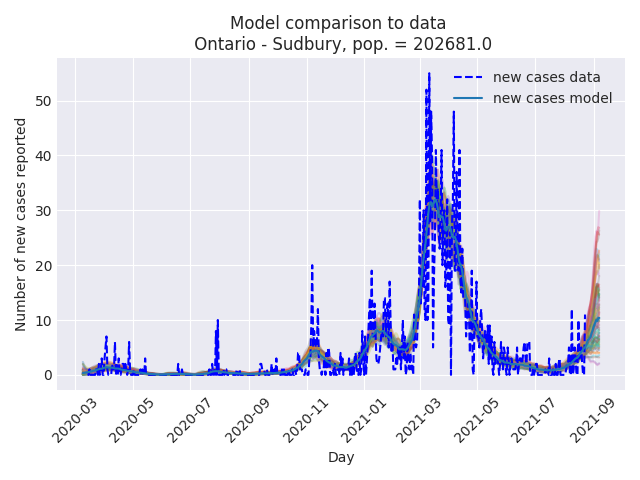 Model comparison to data
Ontario - Sudbury, pop. = 202681.0
new cases data
new cases model
Number of new cases reported
50
40
30
20
10
0
2020-03
2020-05
2020-07
2020-09
2020-11
2021-01
2021-03
2021-05
2021-07
2021-09
Day